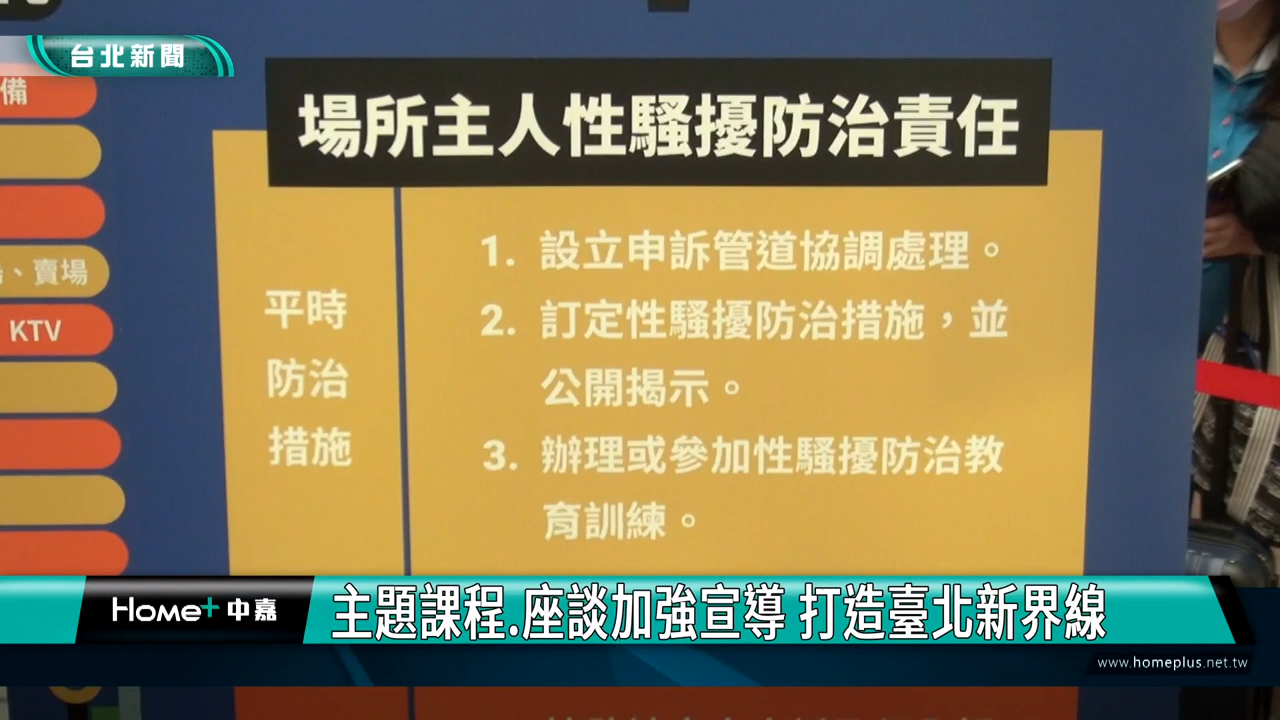 台北新聞
備
場所主人性騷擾防治責任
、賣場
KTV
平時
防治
措施
1. 設立申訴管道協調處理。
2. 訂定性騷擾防治措施，並
公開揭示。
3. 辦理或參加性騷擾防治教
育訓練。
Home+ 中嘉
主題課程.座談加強宣導 打造臺北新界線
www.homeplus.net.tw